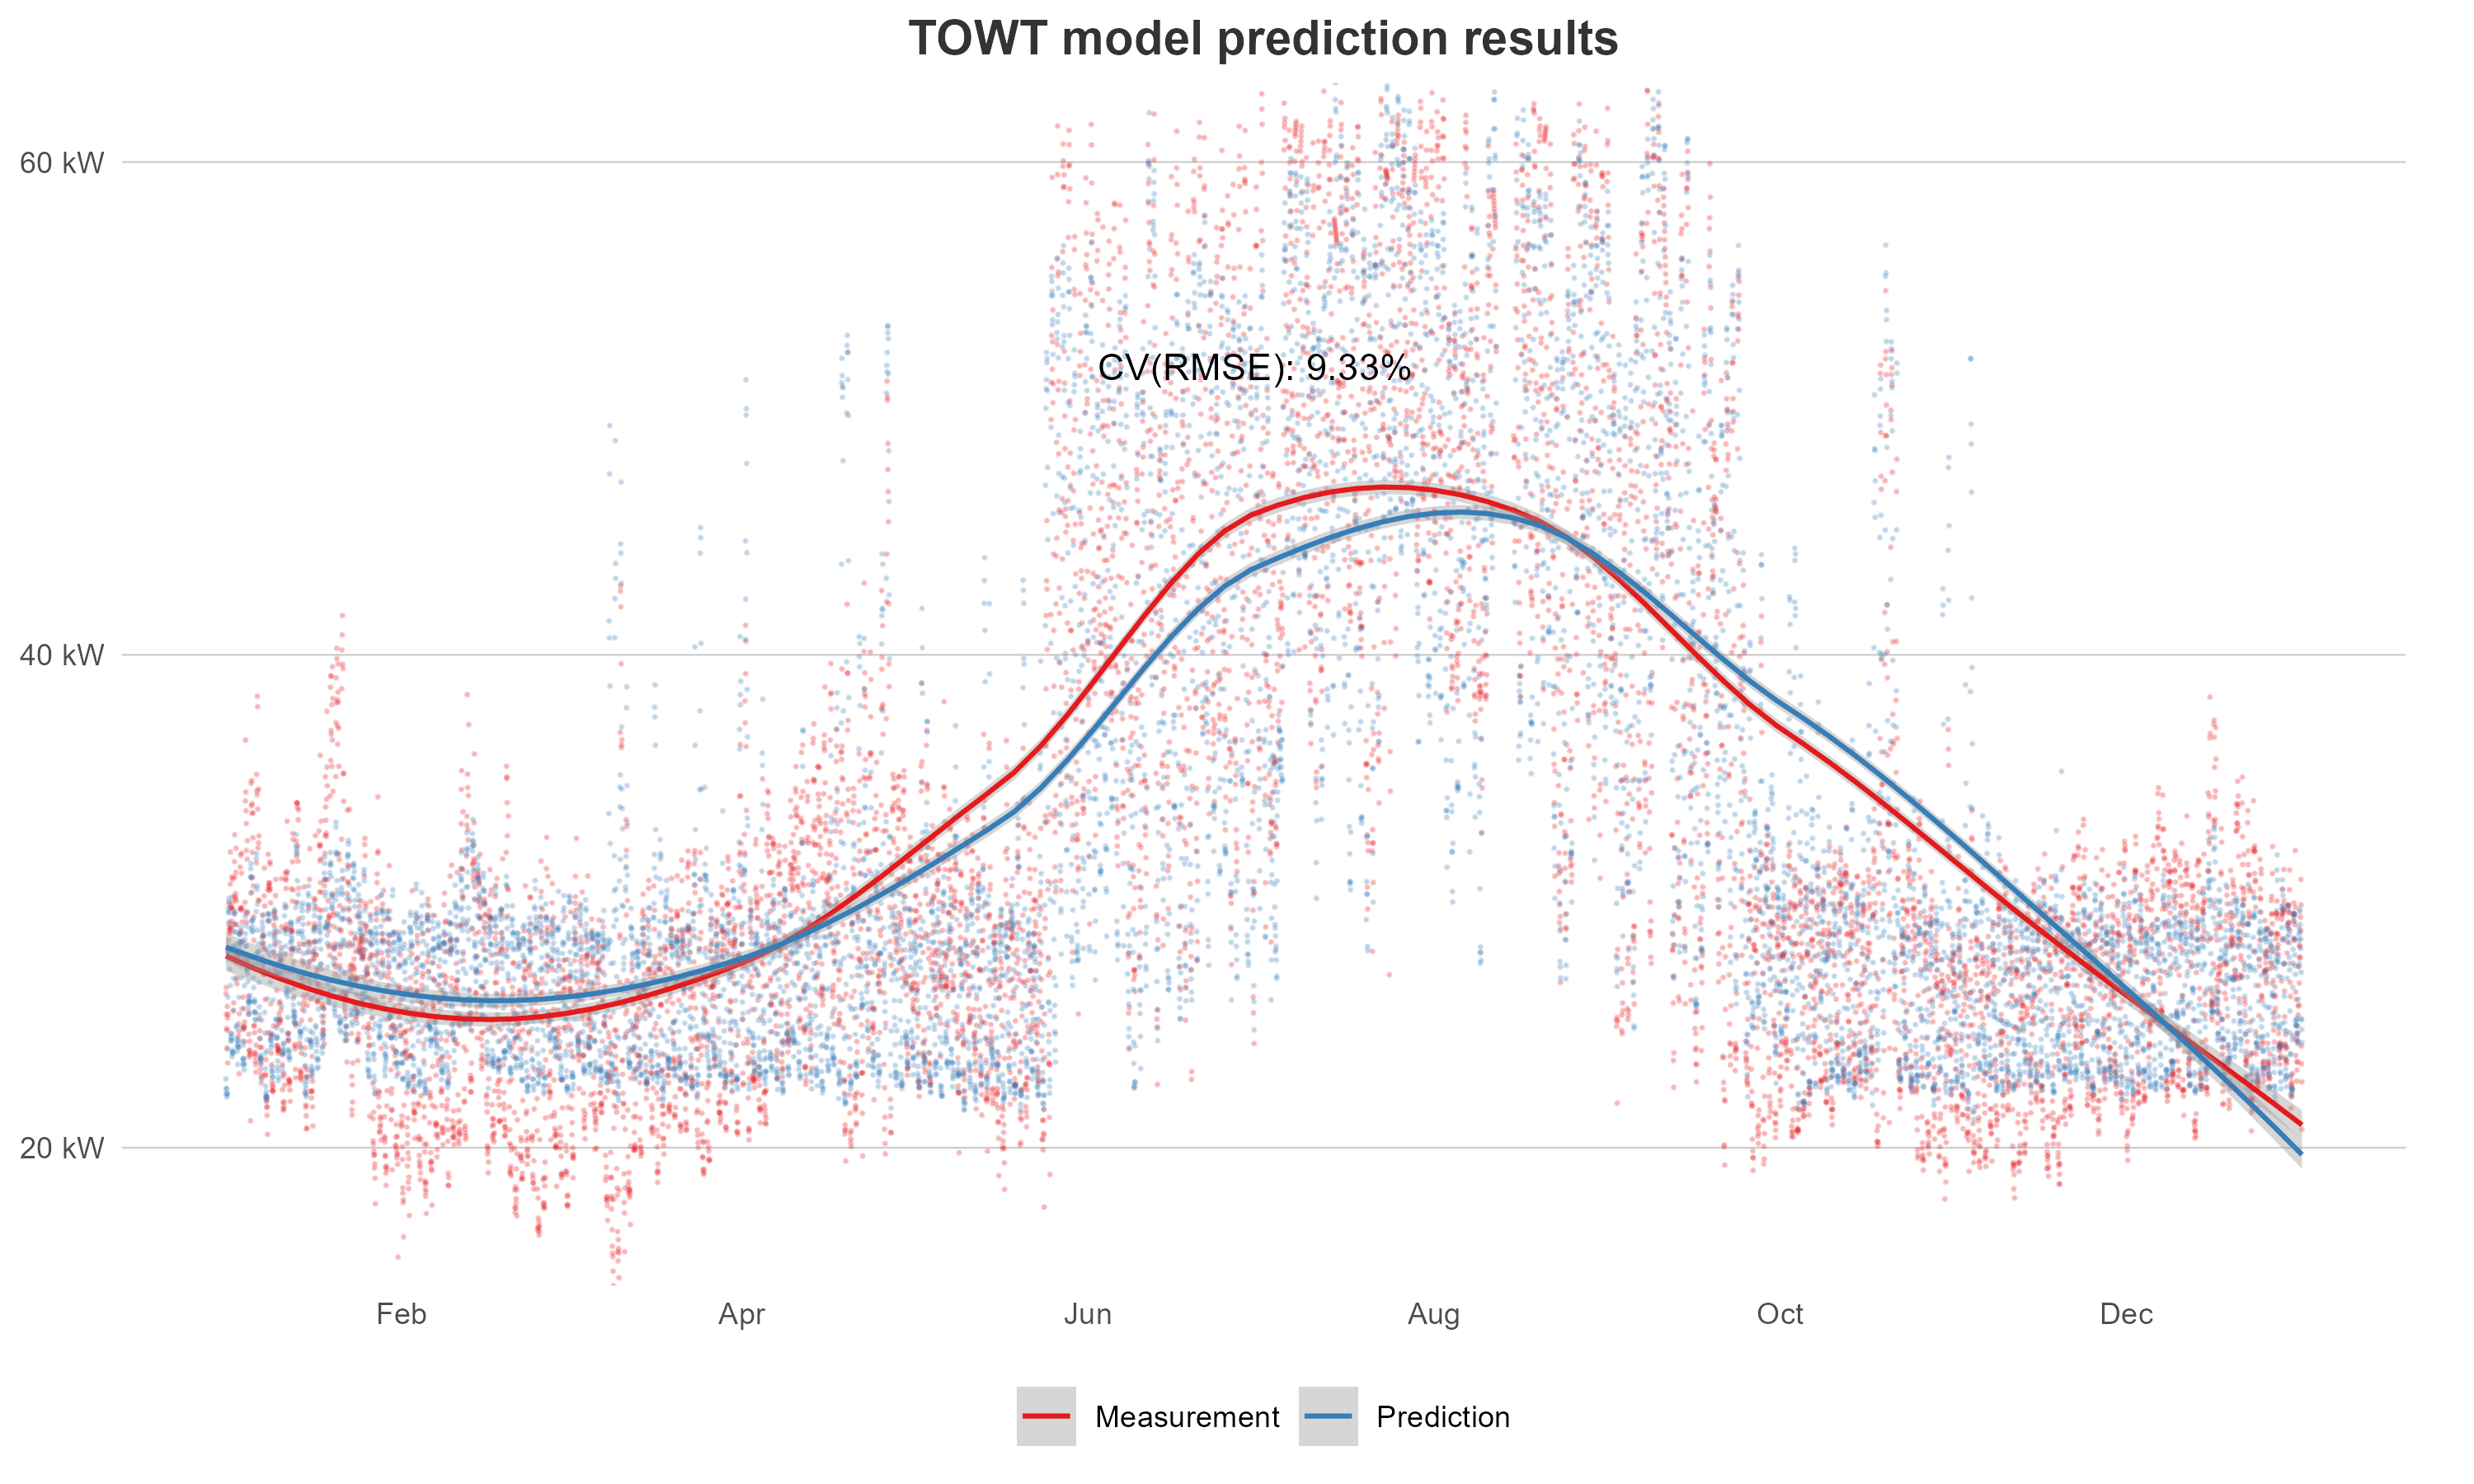 TOWT model prediction results
60 kW
CV(RMSE): 9.33%
40 kW
20 kW
Feb Apr Jun Aug Oct Dec
Measurement Prediction